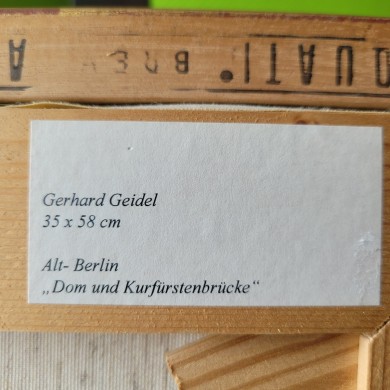 Gerhard Geidel
35 x 58 cm
Alt- Berlin
„Dom und Kurfürstenbrücke“